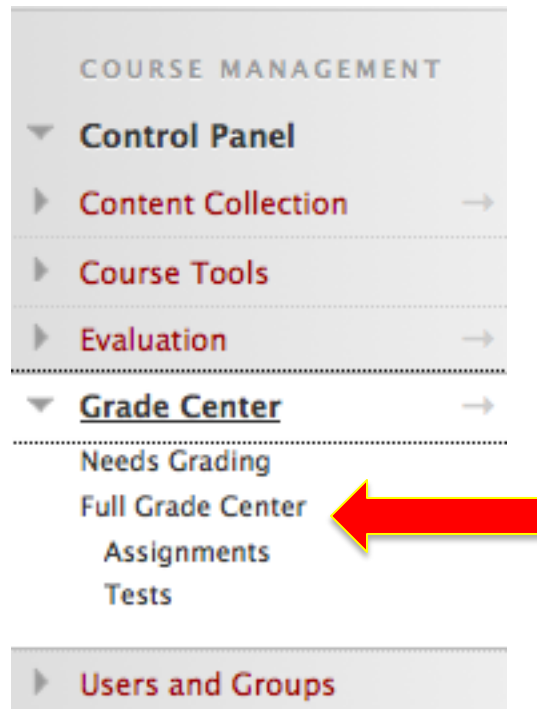 COURSE MANAGEMENT
Control Panel
Content Collection
Course Tools
Evaluation
Grade Center
Needs Grading
Full Grade Center
Assignments
Tests
Users and Groups